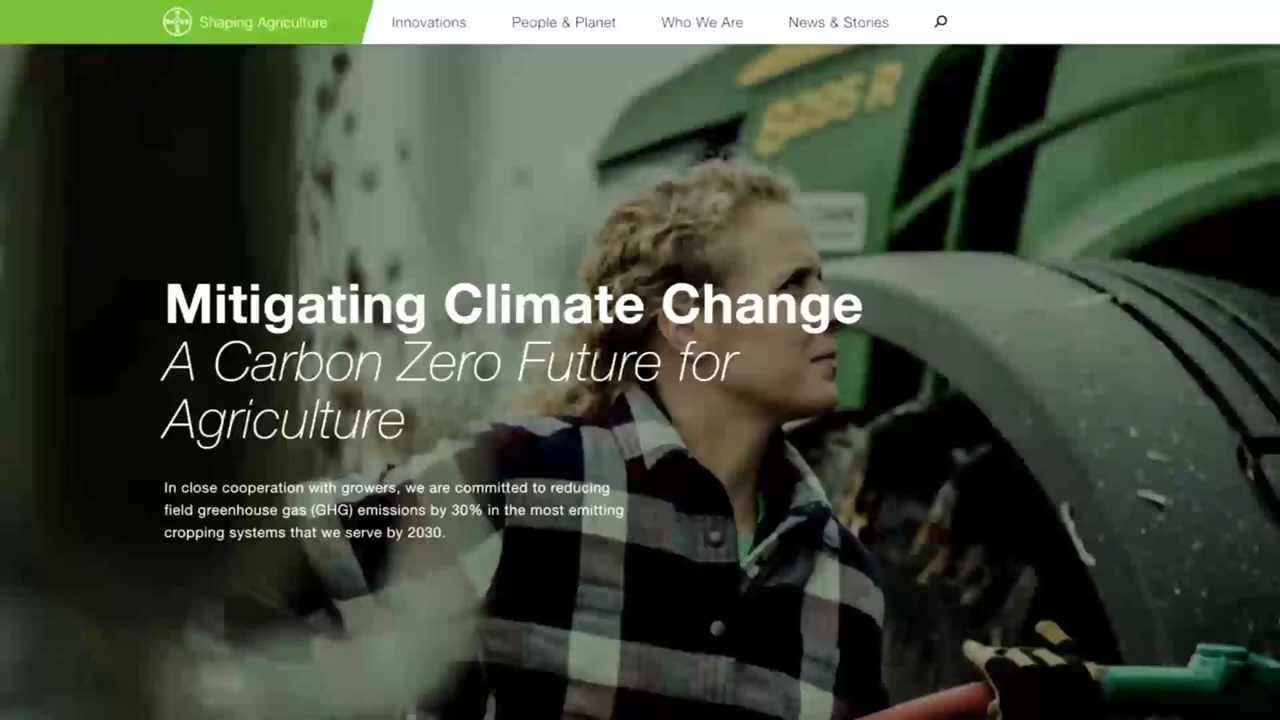 BAYER
Shaping Agriculture
Innovations
People & Planet
Who We Are
News & Stories
Mitigating Climate Change
A Carbon Zero Future for
Agriculture
In close cooperation with growers, we are committed to reducing
field greenhouse gas (GHG) emissions by 30% in the most emitting
cropping systems that we serve by 2030.